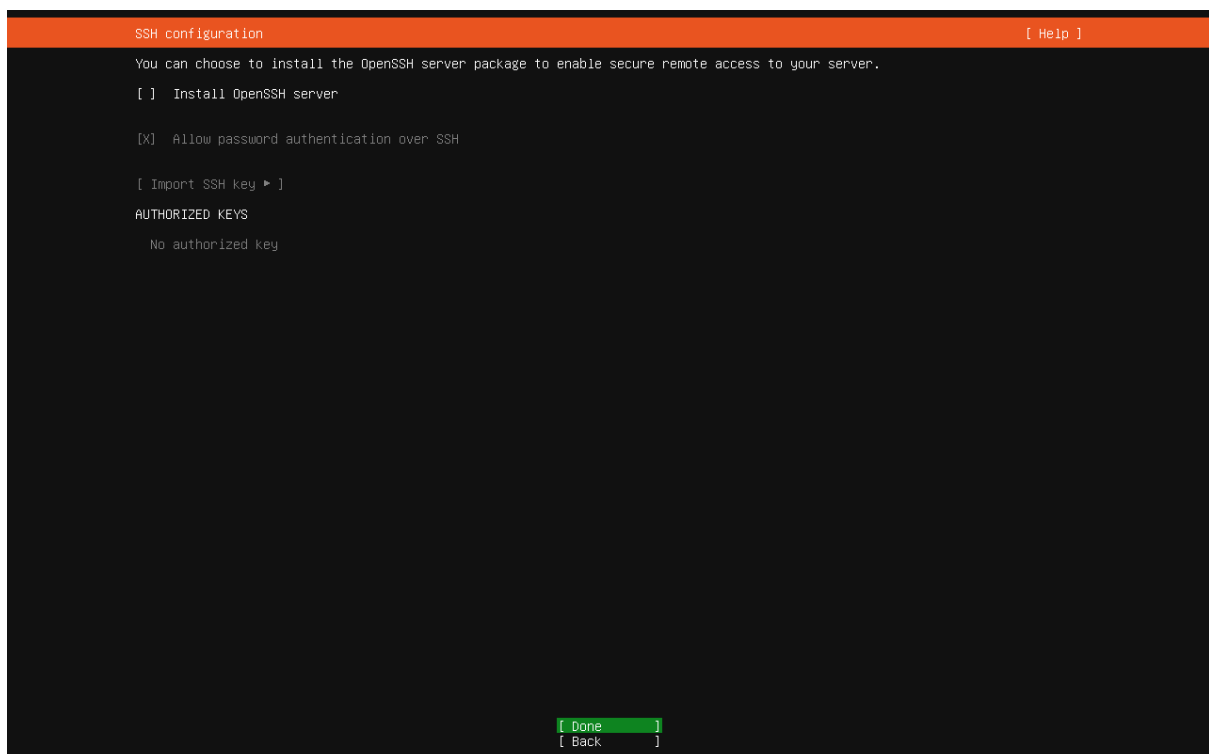 SSH configuration [ Help ]
You can choose to install the OpenSSH server package to enable secure remote access to your server.
[ ] Install OpenSSH server
[X] Allow password authentication over SSH
[ Import SSH key ► ]
AUTHORIZED KEYS
No authorized key
[ Done ]
[ Back ]